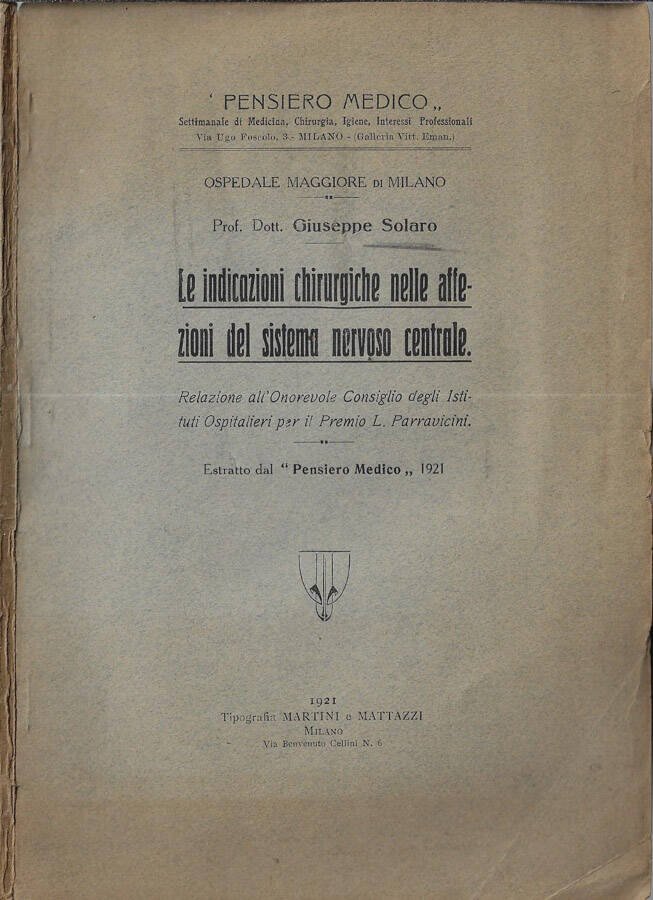 ‘ PENSIERO MEDICO „
Settimanale di Medicina, Chirurgia, Igiene, Interessi Professionali
Via Ugo Foscolo, 3 - MILANO - (Galleria Vitt. Eman.)
OSPEDALE MAGGIORE DI MILANO
Prof. Dott. Giuseppe Solaro
Le indicazioni chirurgiche nelle affe-
zioni del sistema nervoso centrale.
Relazione all'Onorevole Consiglio degli Isti-
tuti Ospitalieri per il Premio L. Parravicini.
Estratto dal “ Pensiero Medico „ 1921
1921
Tipografia MARTINI e MATTAZZI
MILANO
Via Benvenuto Cellini N. 6